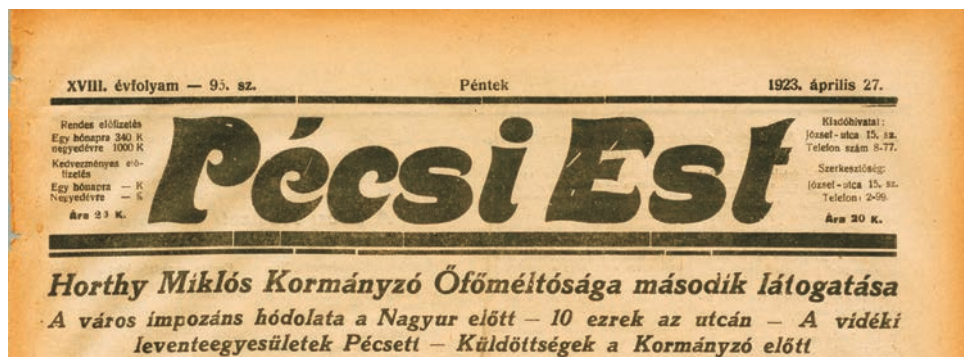 XVIII. évfolyam — 95. sz.
Péntek
1923. április 27.
Rendes előfizetés
Egy hónapra 340 K
negyedévre 1000 K
Kedvezményes elő-
fizetés
Egy hónapra — K
Negyedévre — K
Ára 20 K.
Pécsi Est
Kiadóhivatal:
József-utca 15. sz.
Telefon szám 8-77.
Szerkesztőség:
József-utca 15. sz.
Telefon: 2-99.
Ára 20 K.
Horthy Miklós Kormányzó Őfőméltósága második látogatása
A város impozáns hódolata a Nagyur előtt — 10 ezrek az utcán — A vidéki
leventeegyesületek Pécsett — Küldöttségek a Kormányzó előtt